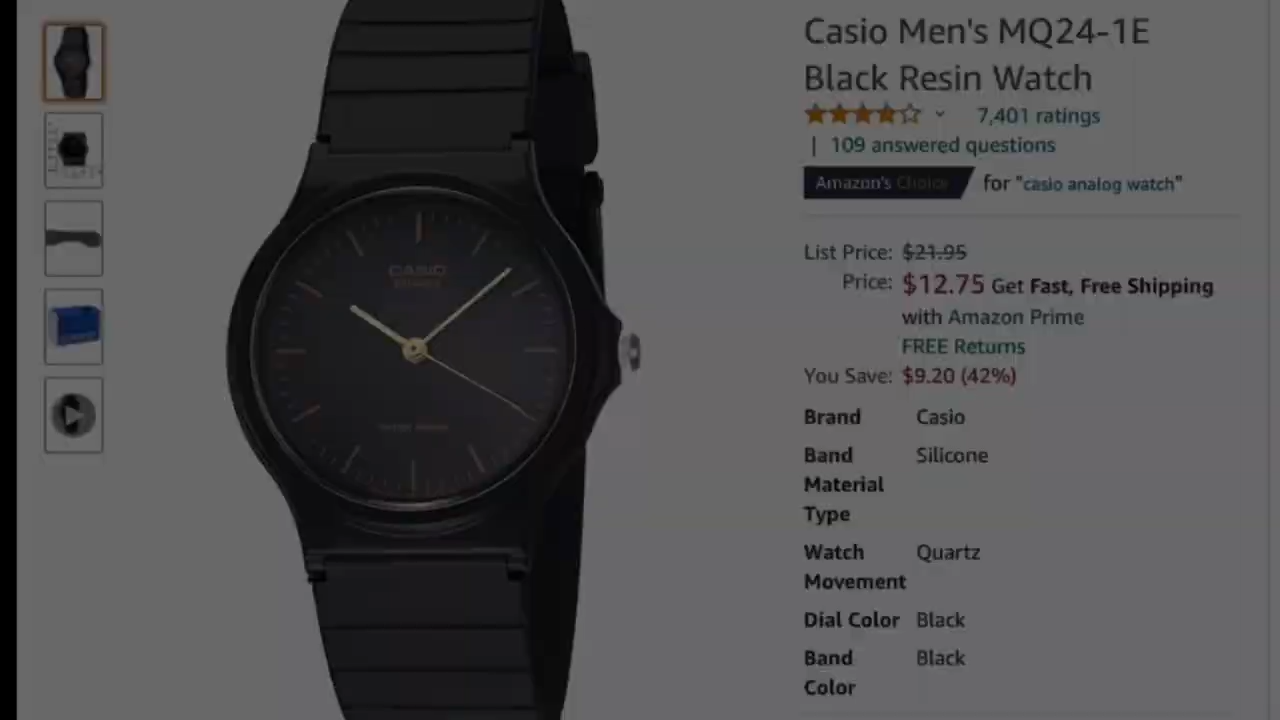 Casio Men's MQ24-1E
Black Resin Watch
7,401 ratings
| 109 answered questions
Amazon's Choice for "casio analog watch"
List Price: $21.95
Price: $12.75 Get Fast, Free Shipping
with Amazon Prime
FREE Returns
You Save: $9.20 (42%)
Brand Casio
Band Silicone
Material
Type
Watch Quartz
Movement
Dial Color Black
Band Black
Color
CASIO